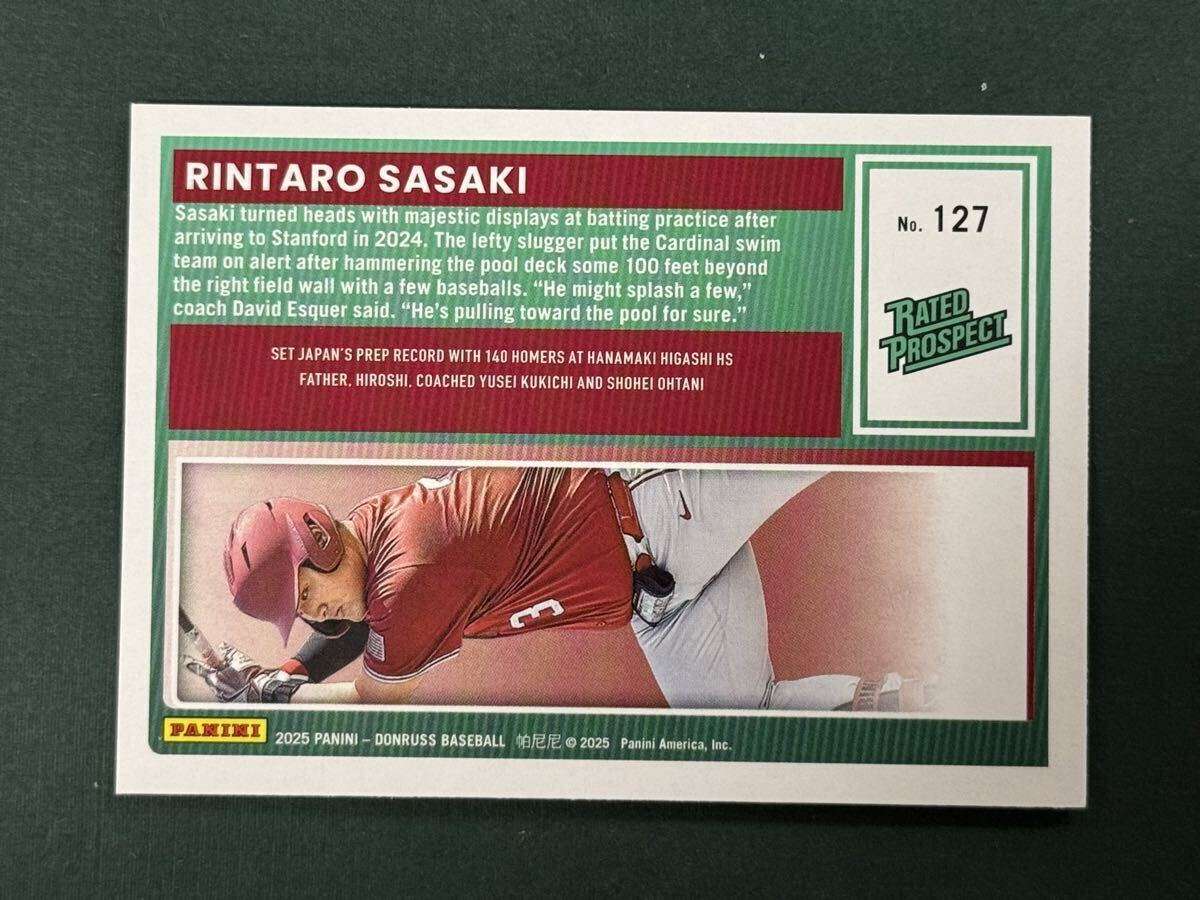 RINTARO SASAKI
Sasaki turned heads with majestic displays at batting practice after
arriving to Stanford in 2024. The lefty slugger put the Cardinal swim
team on alert after hammering the pool deck some 100 feet beyond
the right field wall with a few baseballs. “He might splash a few,”
coach David Esquer said. “He’s pulling toward the pool for sure.”
SET JAPAN’S PREP RECORD WITH 140 HOMERS AT HANAMAKI HIGASHI HS
FATHER, HIROSHI, COACHED YUSEI KUKICHI AND SHOHEI OHTANI
No. 127
RATED
PROSPECT
3
PANINI
2025 PANINI – DONRUSS BASEBALL 帕尼尼 © 2025 Panini America, Inc.